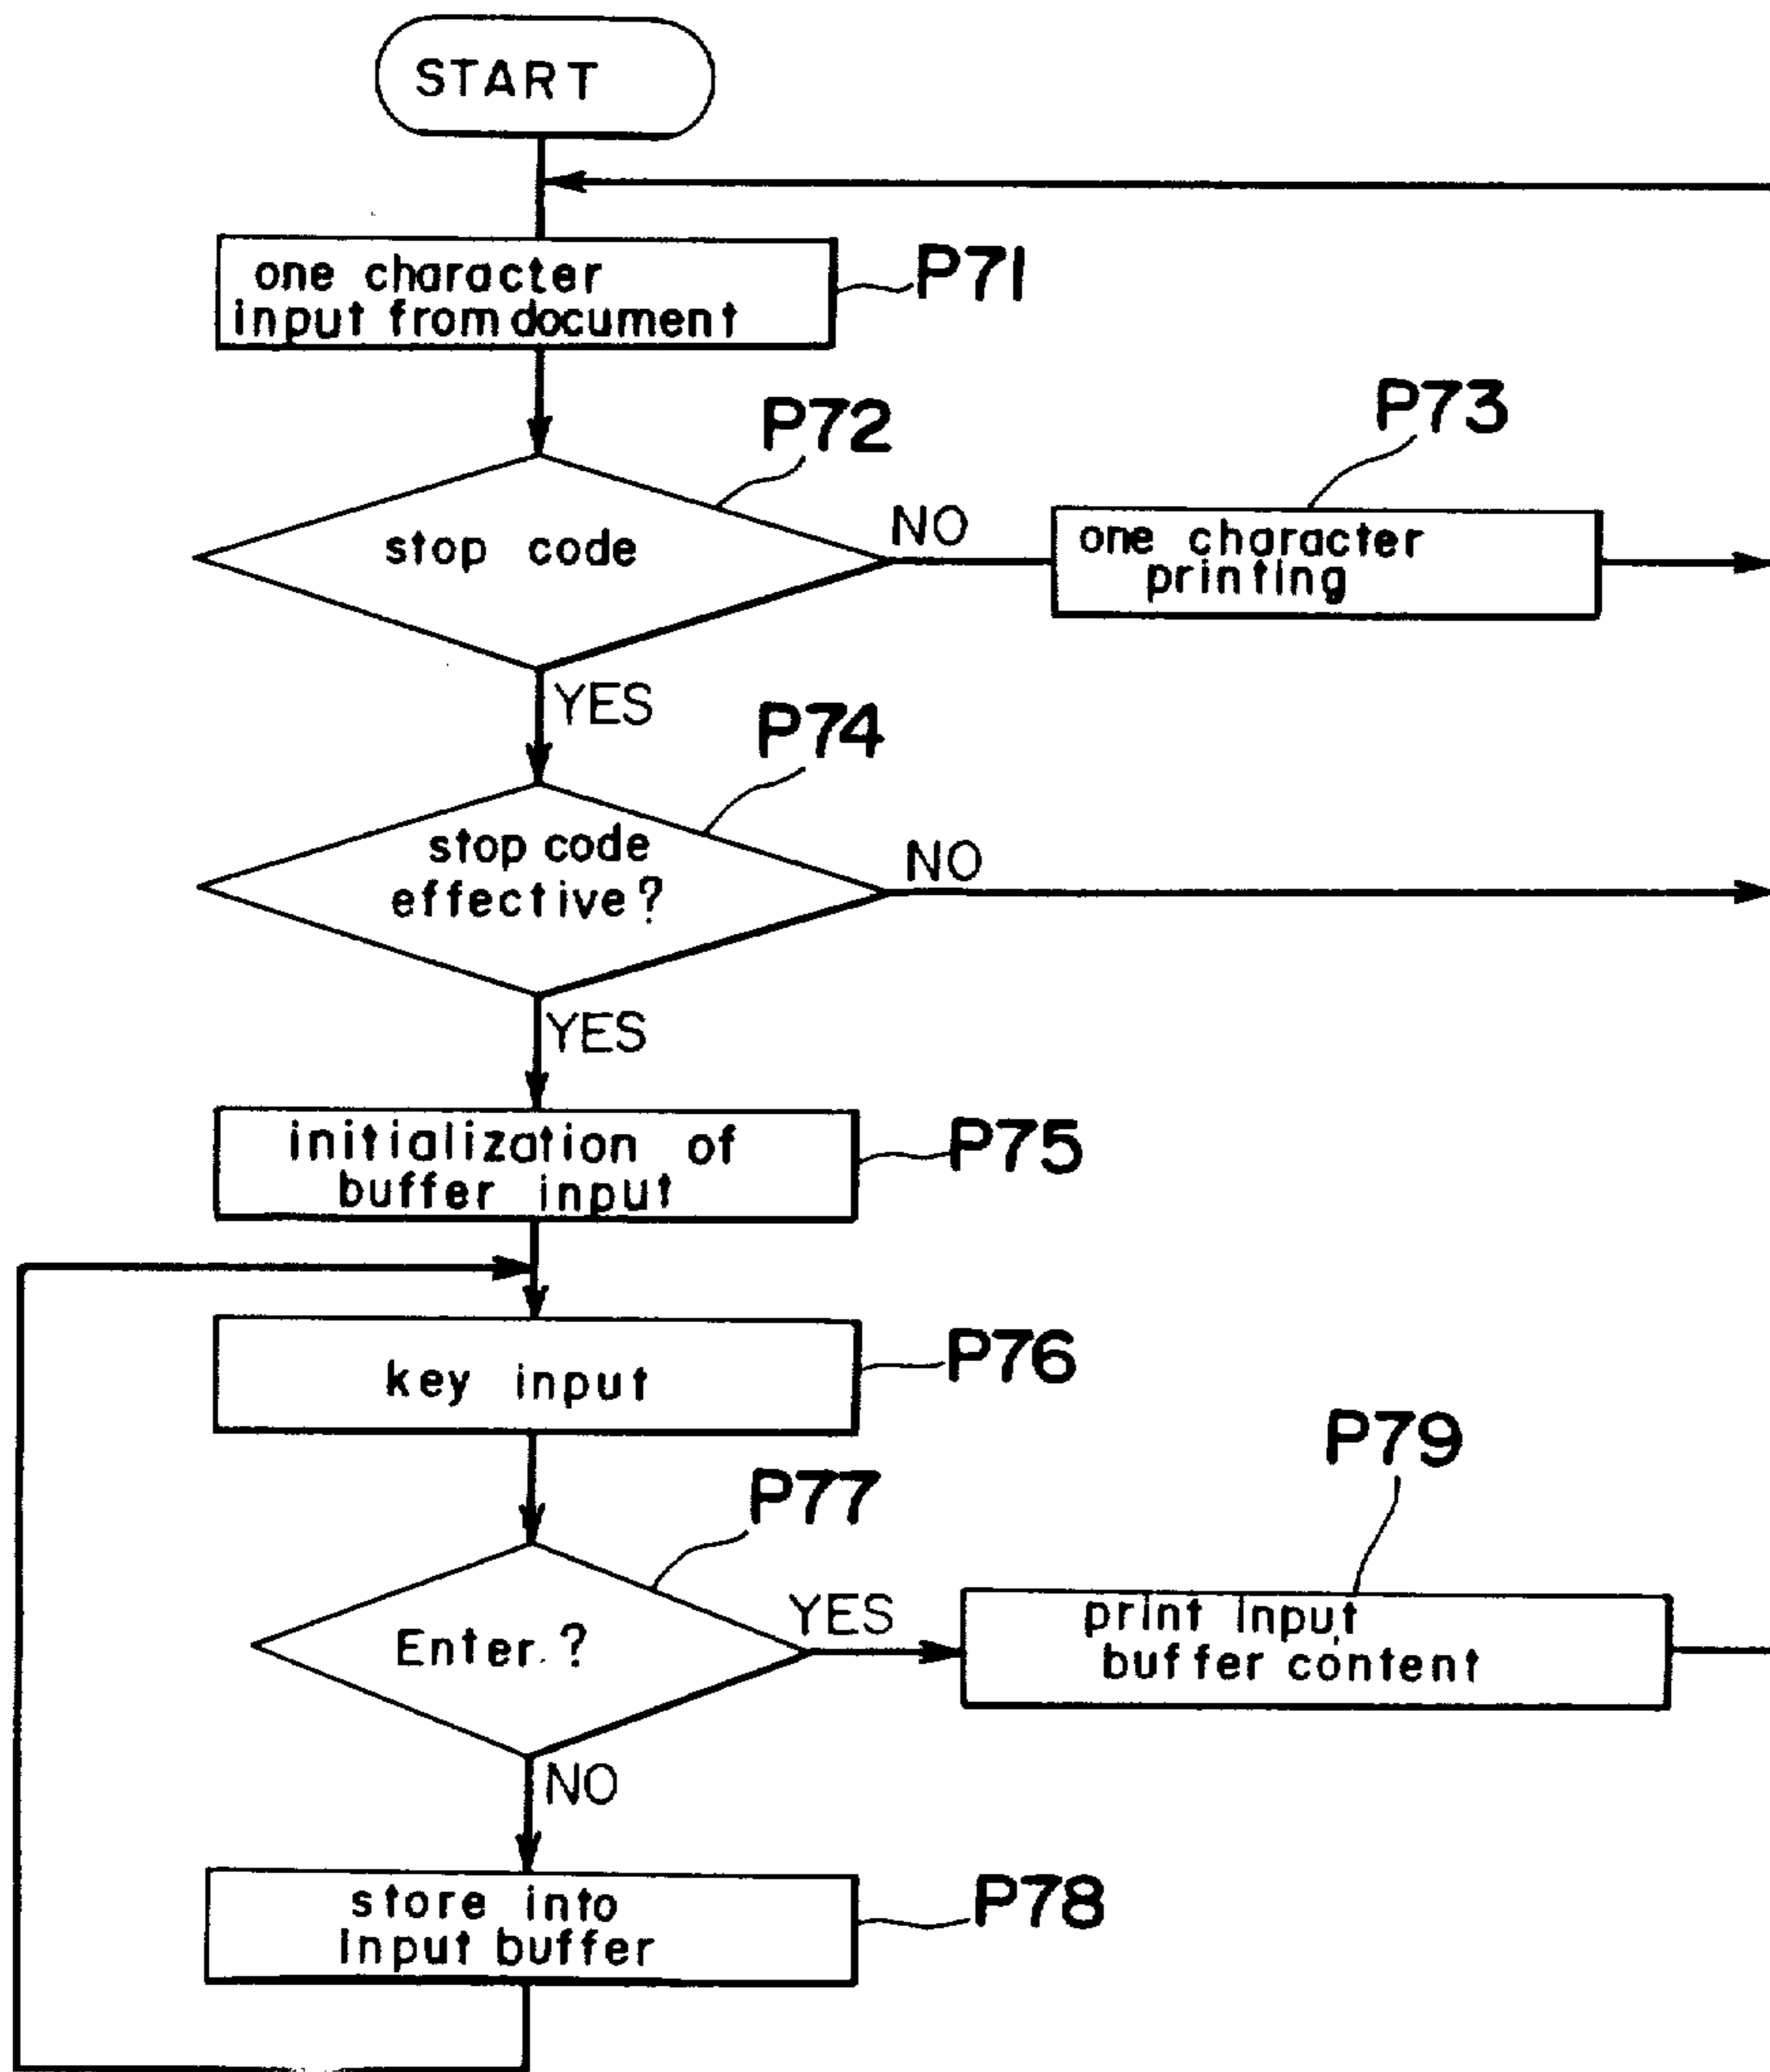 START
one character
input from document
P71
P72
stop code
NO
P73
one character
printing
YES
P74
stop code
effective?
NO
YES
initialization of
buffer input
P75
key input
P76
P77
Enter.?
YES
P79
print input
buffer content
NO
store into
input buffer
P78